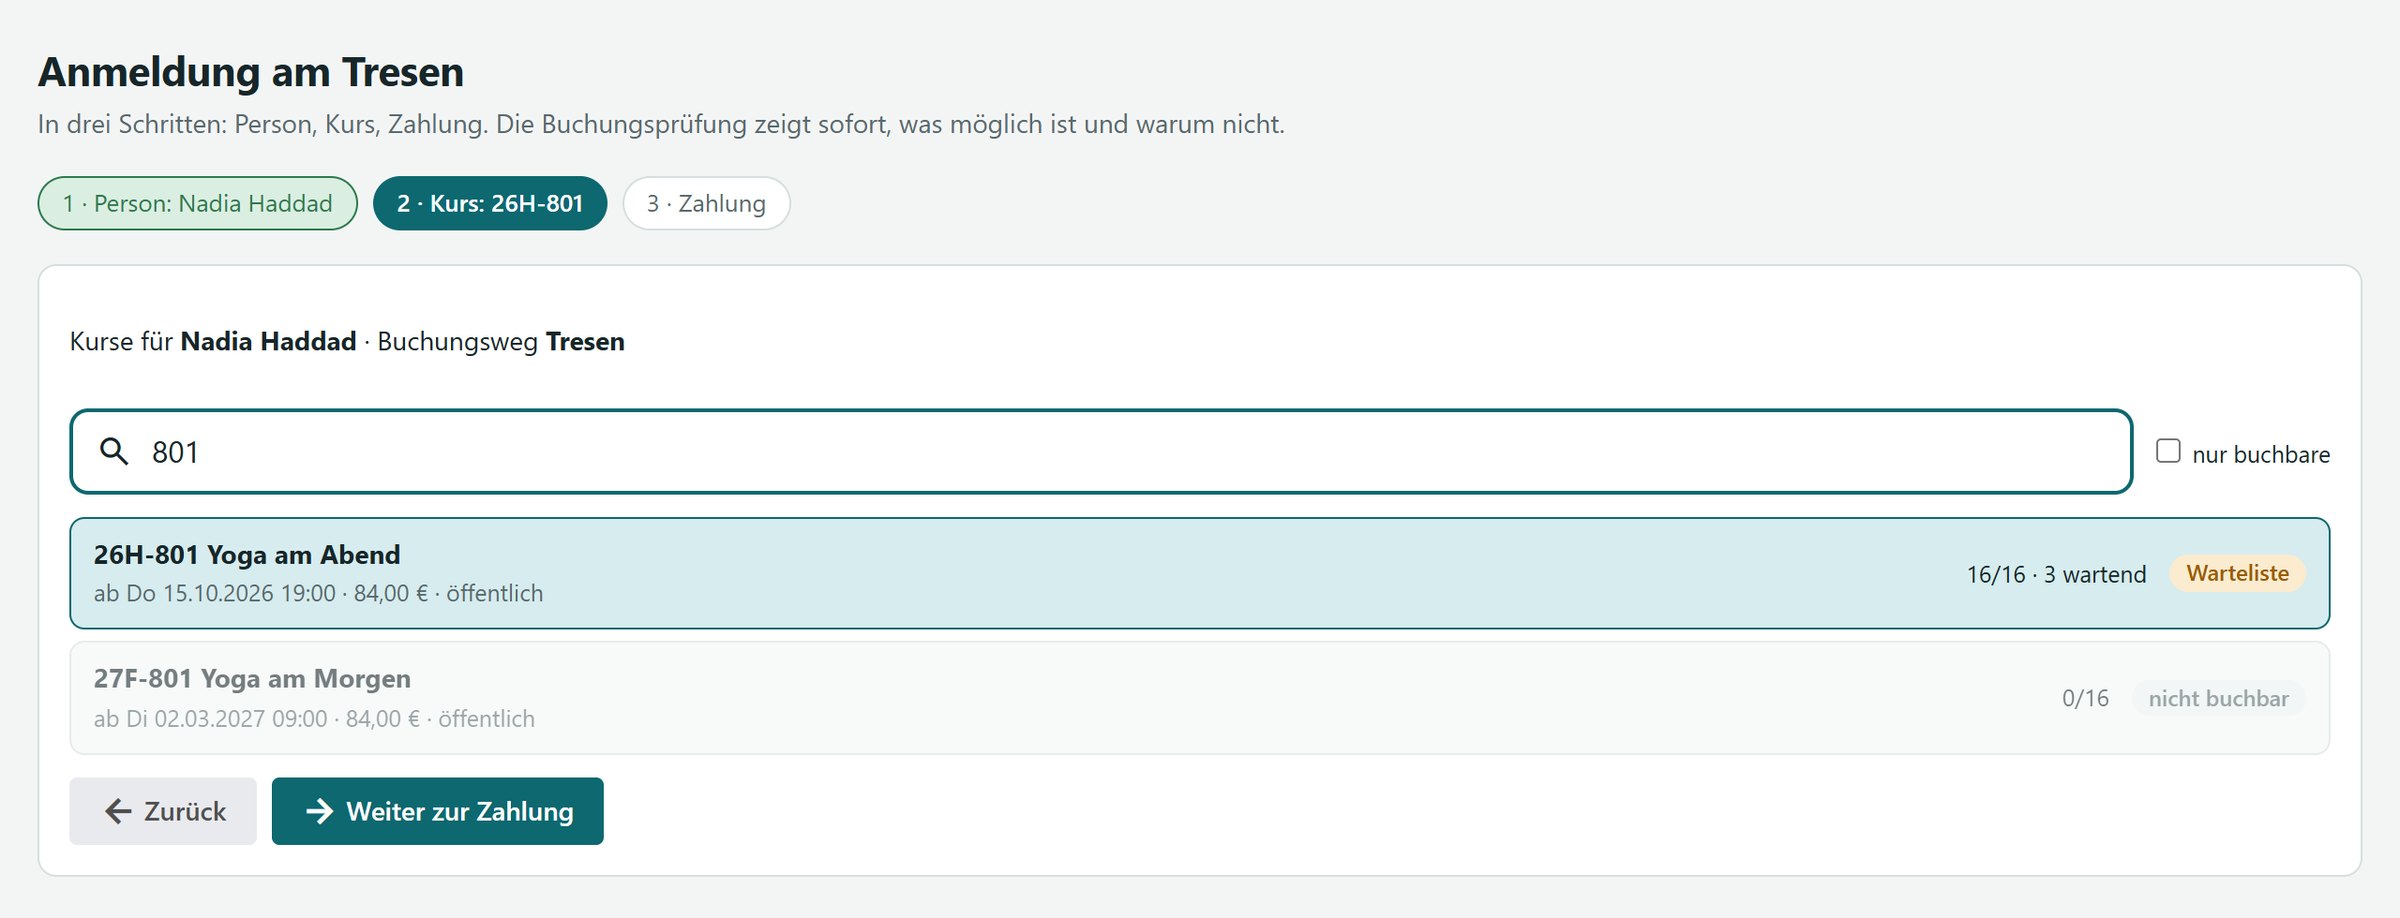 Anmeldung am Tresen
In drei Schritten: Person, Kurs, Zahlung. Die Buchungsprüfung zeigt sofort, was möglich ist und warum nicht.
1 · Person: Nadia Haddad
2 · Kurs: 26H-801
3 · Zahlung
Kurse für Nadia Haddad · Buchungsweg Tresen
801
nur buchbare
26H-801 Yoga am Abend
ab Do 15.10.2026 19:00 · 84,00 € · öffentlich
16/16 · 3 wartend
Warteliste
27F-801 Yoga am Morgen
ab Di 02.03.2027 09:00 · 84,00 € · öffentlich
0/16
nicht buchbar
Zurück
Weiter zur Zahlung